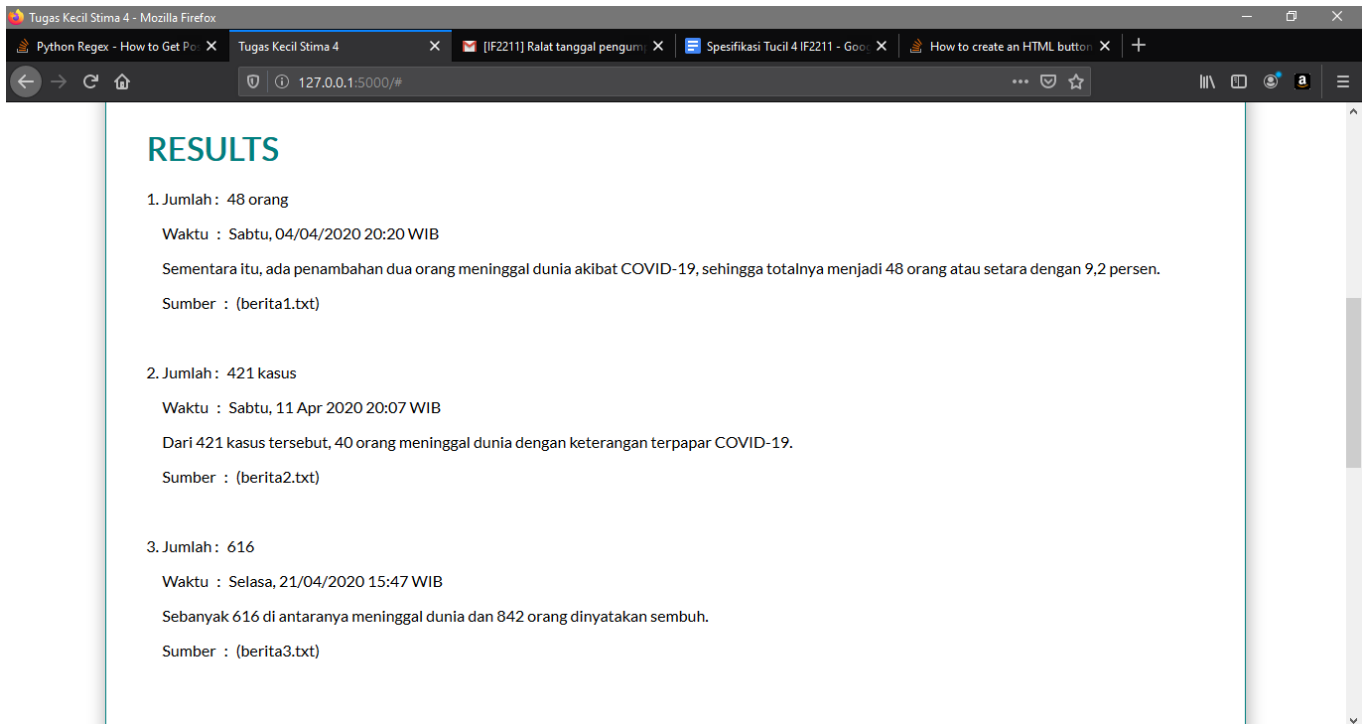 Tugas Kecil Stima 4 - Mozilla Firefox
Python Regex - How to Get Po
Tugas Kecil Stima 4
[IF2211] Ralat tanggal pengum
Spesifikasi Tucil 4 IF2211 - Goo
How to create an HTML button
127.0.0.1:5000/#
RESULTS
1. Jumlah : 48 orang
Waktu : Sabtu, 04/04/2020 20:20 WIB
Sementara itu, ada penambahan dua orang meninggal dunia akibat COVID-19, sehingga totalnya menjadi 48 orang atau setara dengan 9,2 persen.
Sumber : (berita1.txt)
2. Jumlah : 421 kasus
Waktu : Sabtu, 11 Apr 2020 20:07 WIB
Dari 421 kasus tersebut, 40 orang meninggal dunia dengan keterangan terpapar COVID-19.
Sumber : (berita2.txt)
3. Jumlah : 616
Waktu : Selasa, 21/04/2020 15:47 WIB
Sebanyak 616 di antaranya meninggal dunia dan 842 orang dinyatakan sembuh.
Sumber : (berita3.txt)